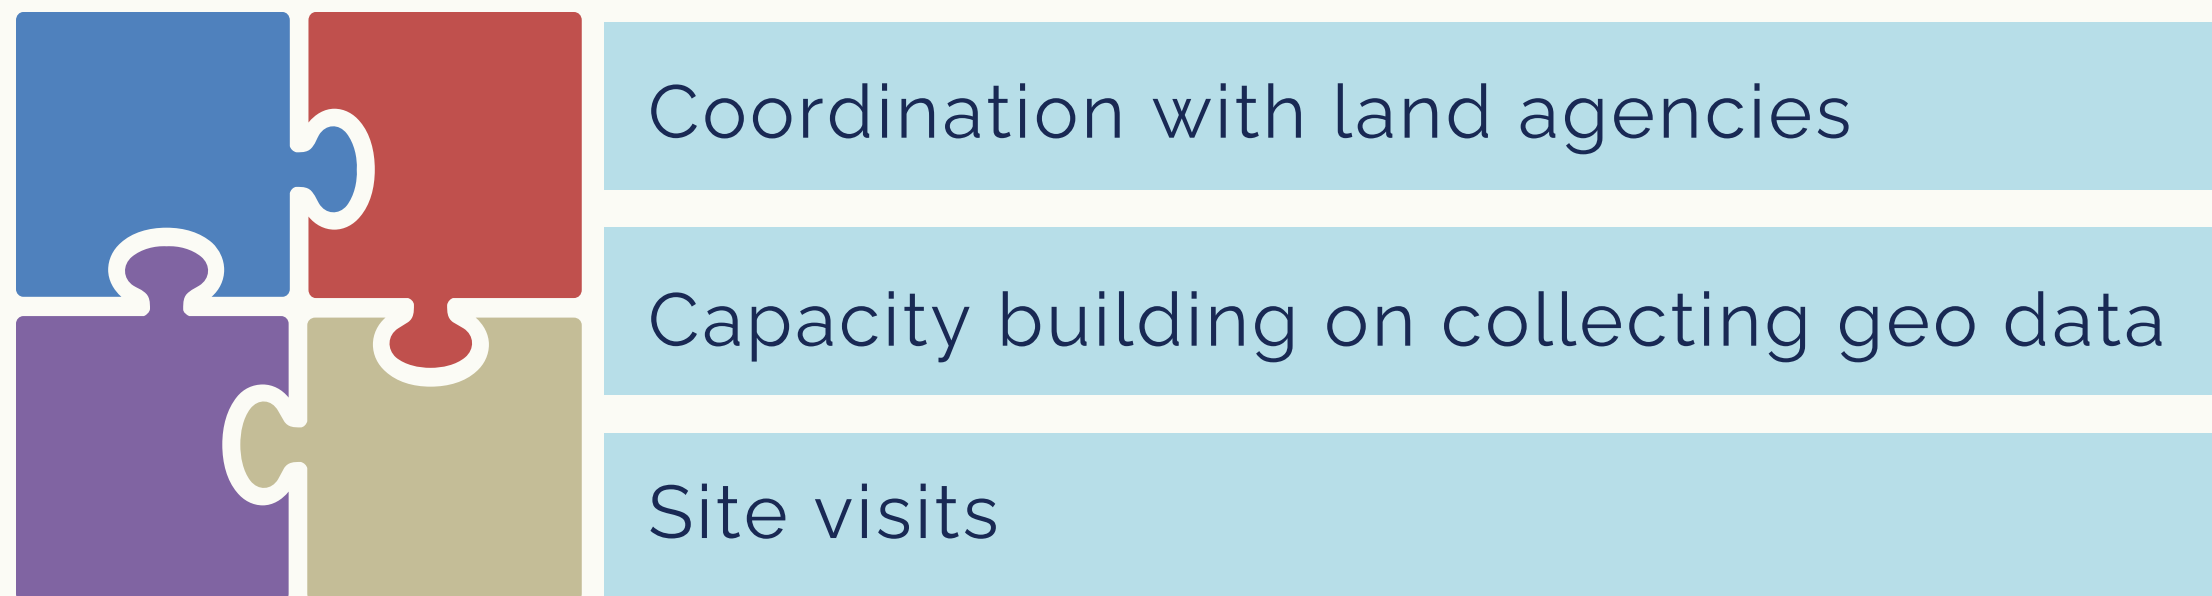 Coordination with land agencies
Capacity building on collecting geo data
Site visits